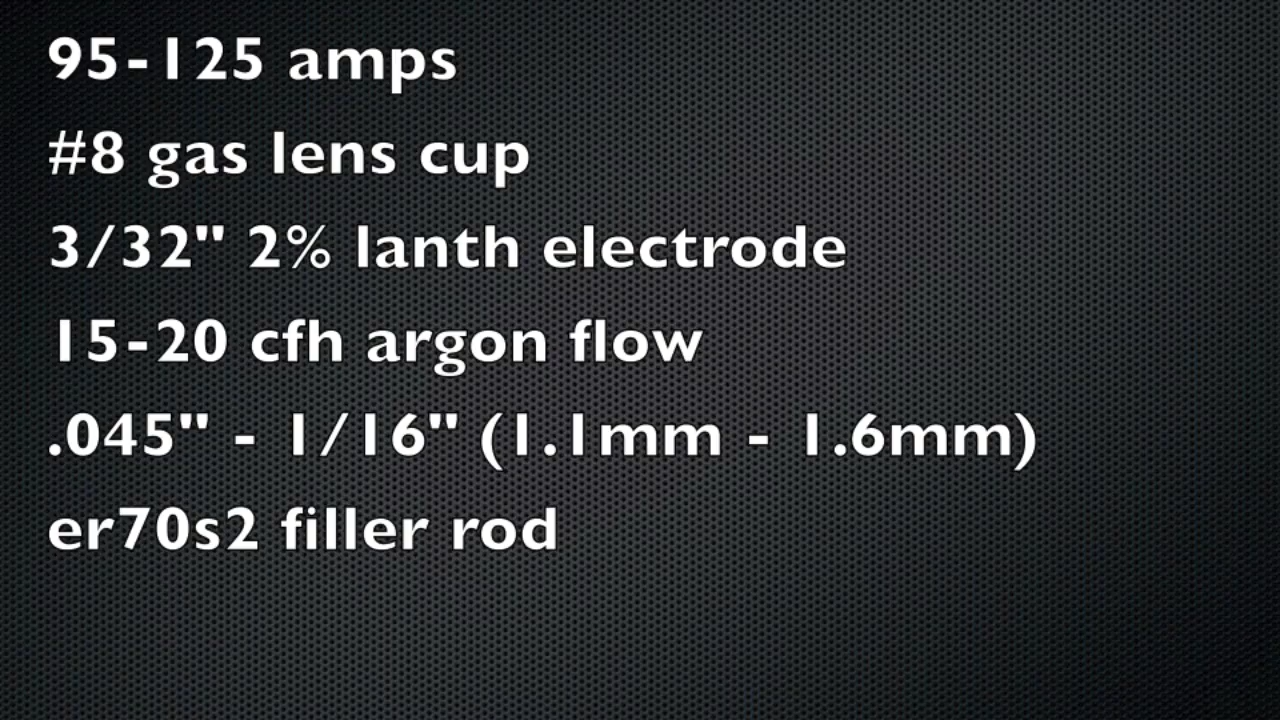 95-125 amps
#8 gas lens cup
3/32" 2% lanth electrode
15-20 cfh argon flow
.045" - 1/16" (1.1mm - 1.6mm)
er70s2 filler rod